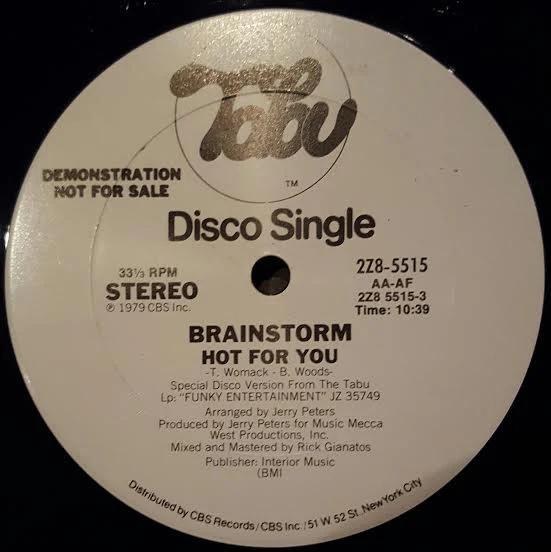 Tabu
TM
DEMONSTRATION
NOT FOR SALE
Disco Single
33⅓ RPM
STEREO
℗ 1979 CBS Inc.
2Z8-5515
AA-AF
2Z8 5515-3
Time: 10:39
BRAINSTORM
HOT FOR YOU
-T. Womack - B. Woods-
Special Disco Version From The Tabu
Lp: "FUNKY ENTERTAINMENT" JZ 35749
Arranged by Jerry Peters
Produced by Jerry Peters for Music Mecca
West Productions, Inc.
Mixed and Mastered by Rick Gianatos
Publisher: Interior Music
(BMI
Distributed by CBS Records/CBS Inc./51 W 52 St. New York City